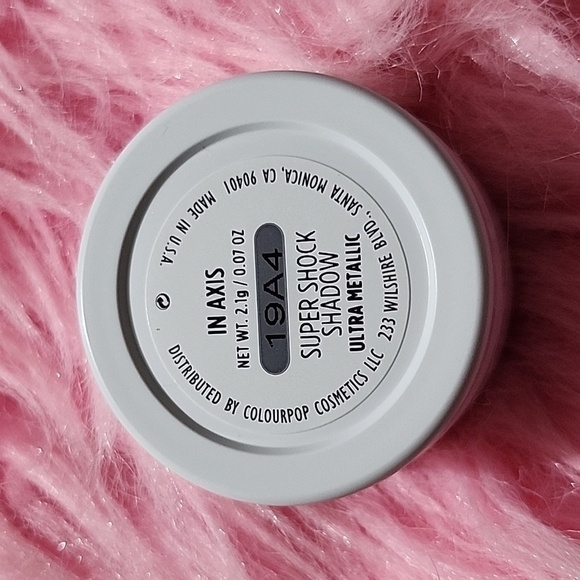 IN AXIS
NET WT. 2.1g / 0.07 OZ
19A4
SUPER SHOCK
SHADOW
ULTRA METALLIC
DISTRIBUTED BY COLOURPOP COSMETICS LLC 233 WILSHIRE BLVD., SANTA MONICA, CA 90401 MADE IN U.S.A.